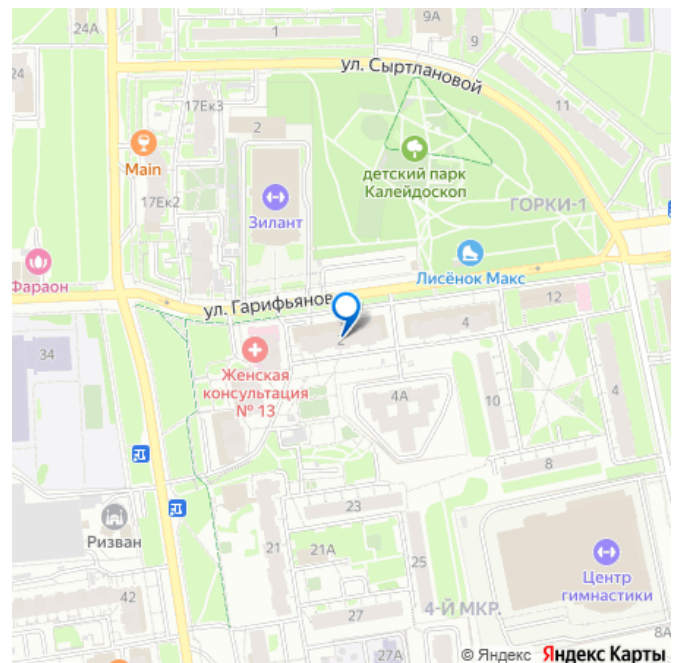 24А
1
9А
9
24
ул. Сыртлановой
17Ек3
2
11
Main
детский парк
Калейдоскоп
17Ек2
Зилант
ГОРКИ-1
Фараон
Лисёнок Макс
ул. Гарифьянов
12
4
34
2
Женская
консультация
№ 13
4А
10
4
8
23
Ризван
21
21А
25
Центр
гимнастики
42
27
4-Й МКР.
27А
8А
© Яндекс Яндекс Карты